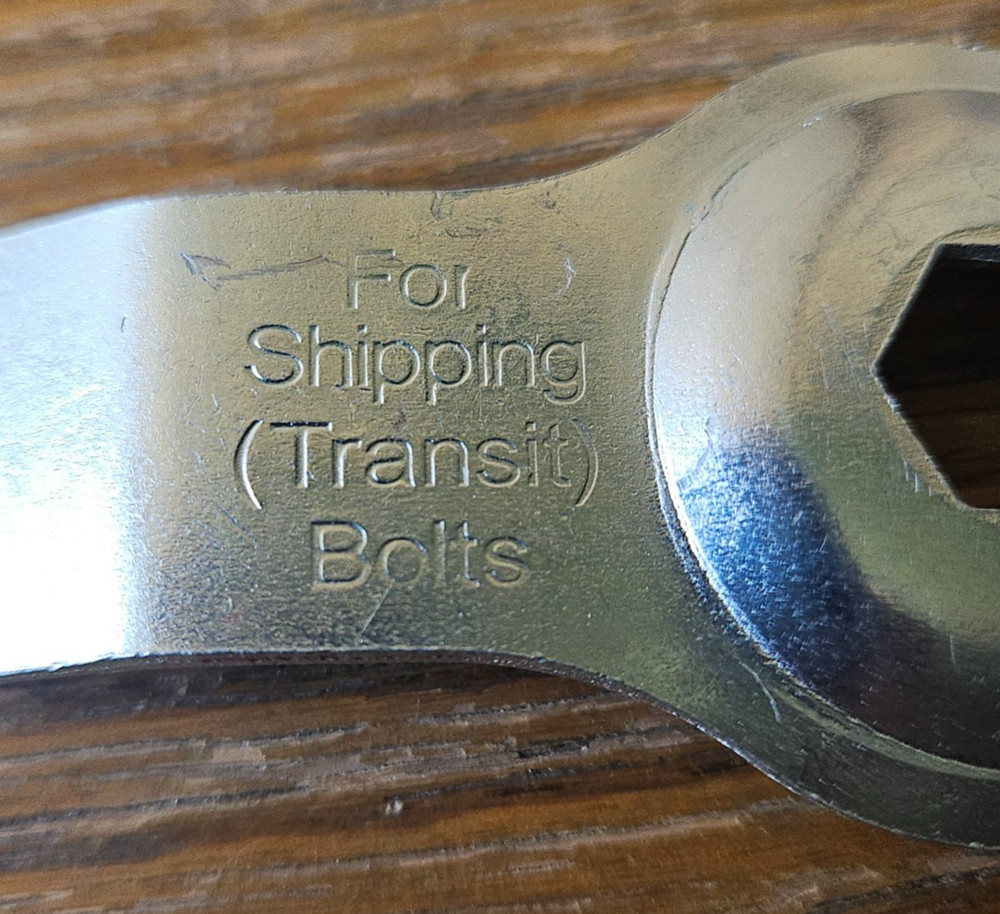 For
Shipping
(Transit)
Bolts